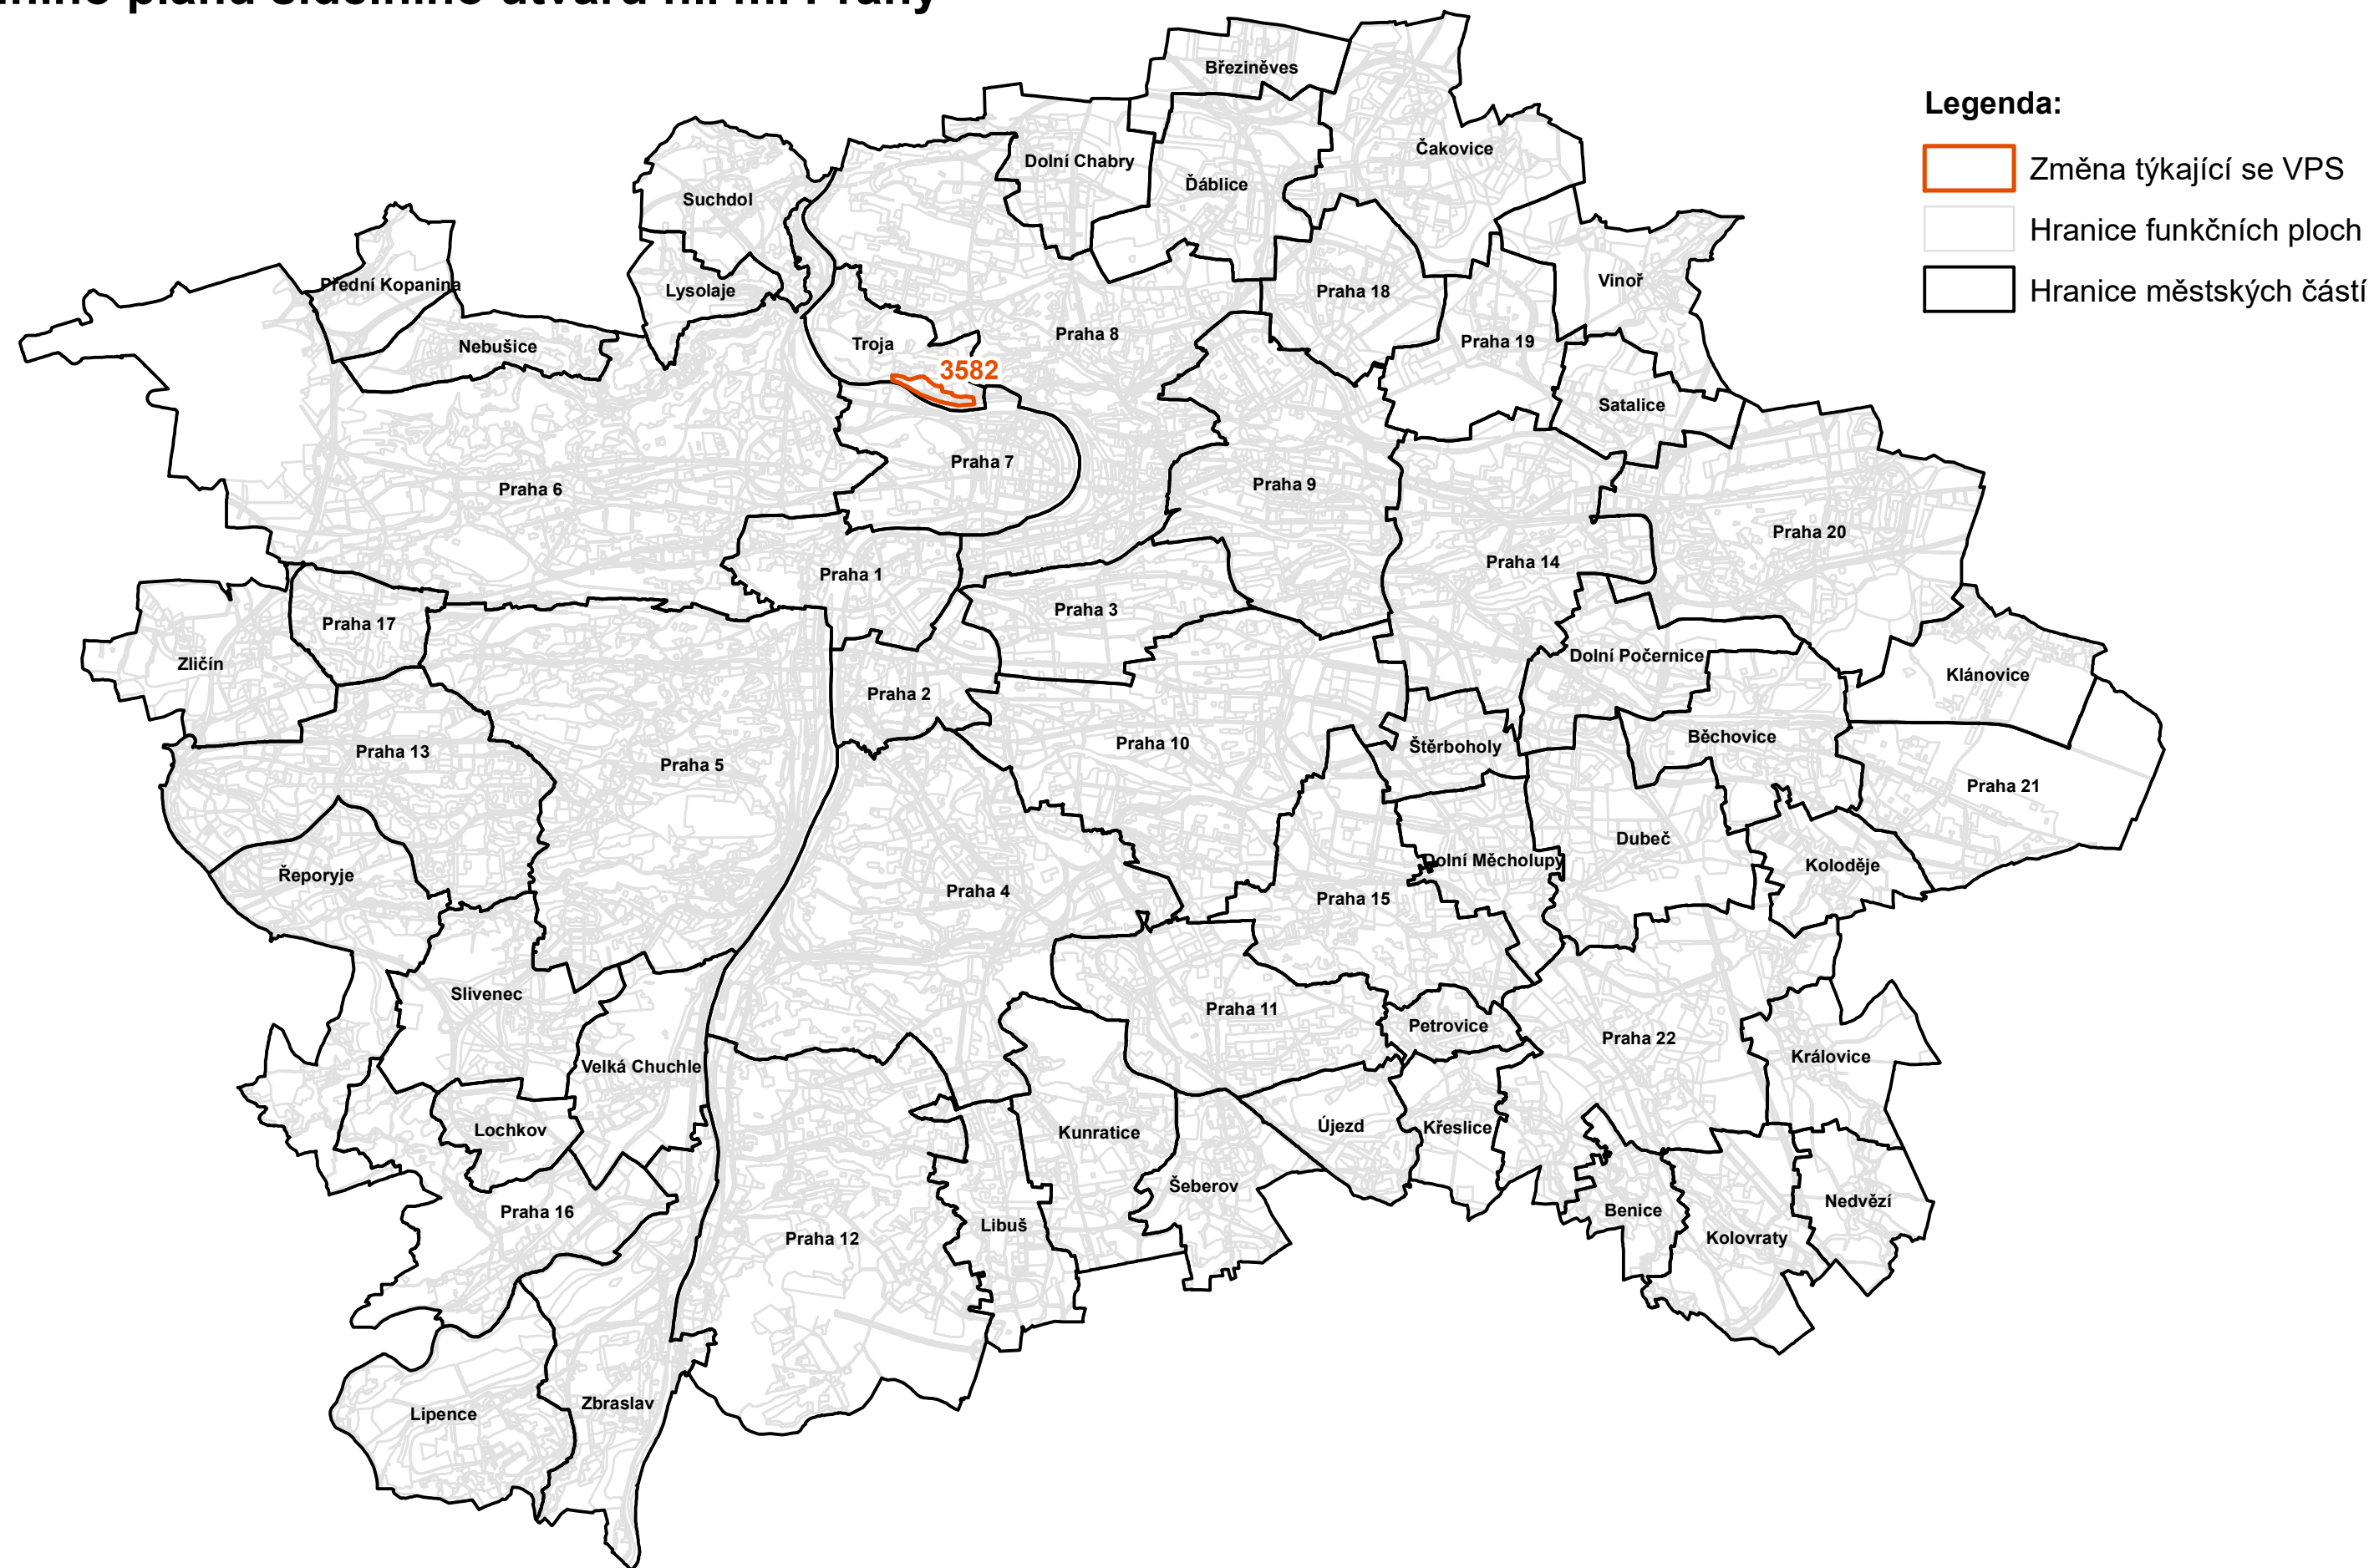 plánu sídelního útvaru hl. m. Prahy
Legenda:
Změna týkající se VPS
Hranice funkčních ploch
Hranice městských částí
Březiněves
Čakovice
Dolní Chabry
Ďáblice
Suchdol
Přední Kopanina
Lysolaje
Nebušice
Troja
3582
Praha 8
Praha 18
Vinoř
Praha 19
Satalice
Praha 7
Praha 6
Praha 9
Praha 20
Praha 14
Praha 1
Praha 3
Praha 17
Zličín
Dolní Počernice
Klánovice
Praha 2
Praha 13
Praha 5
Praha 10
Štěrboholy
Běchovice
Praha 21
Dubeč
Dolní Měcholupy
Koloděje
Řeporyje
Praha 4
Praha 15
Slivenec
Praha 11
Petrovice
Praha 22
Královice
Velká Chuchle
Lochkov
Kunratice
Újezd
Křeslice
Šeberov
Praha 16
Praha 12
Libuš
Benice
Kolovraty
Nedvězí
Lipence
Zbraslav